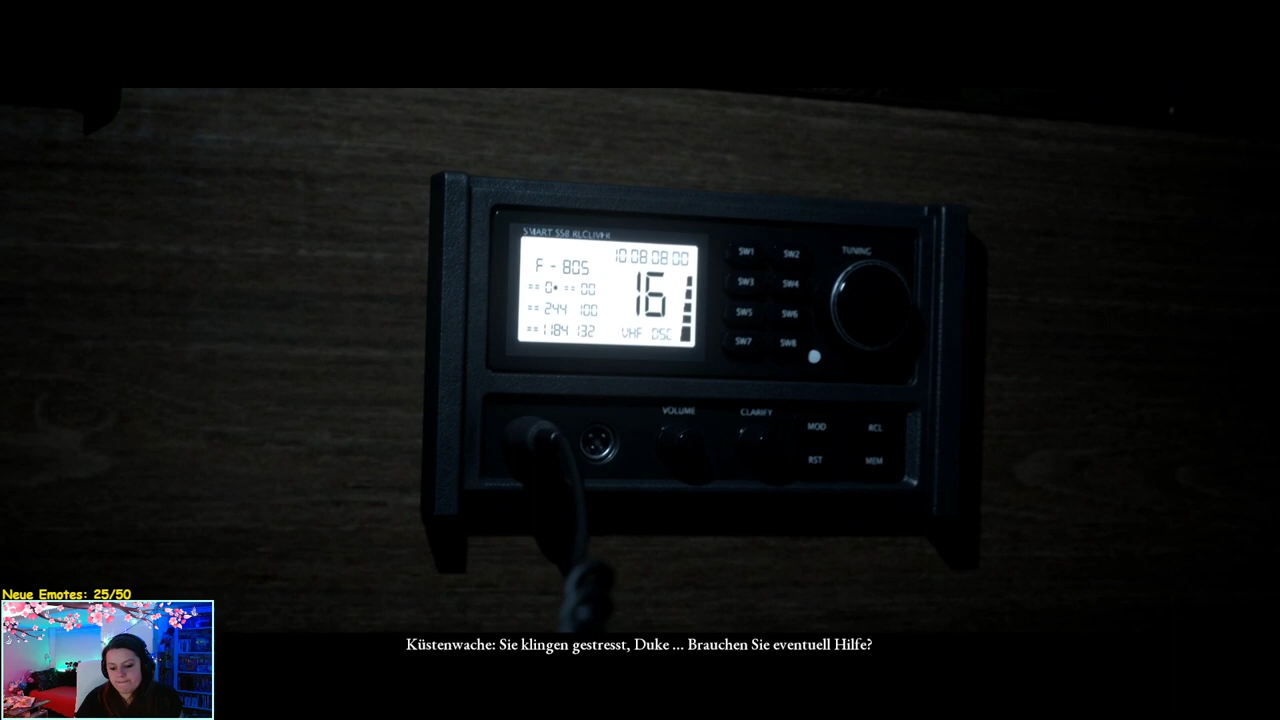 SMART SSB RECEIVER
10 08 08 00
F - 805
16
== 0• == 00
== 244 100
== 1184 132
VHF DSC
SW1 SW2
SW3 SW4
SW5 SW6
SW7 SW8
TUNING
VOLUME
CLARIFY
MOD RCL
RST MEM
Neue Emotes: 25/50
Küstenwache: Sie klingen gestresst, Duke ... Brauchen Sie eventuell Hilfe?